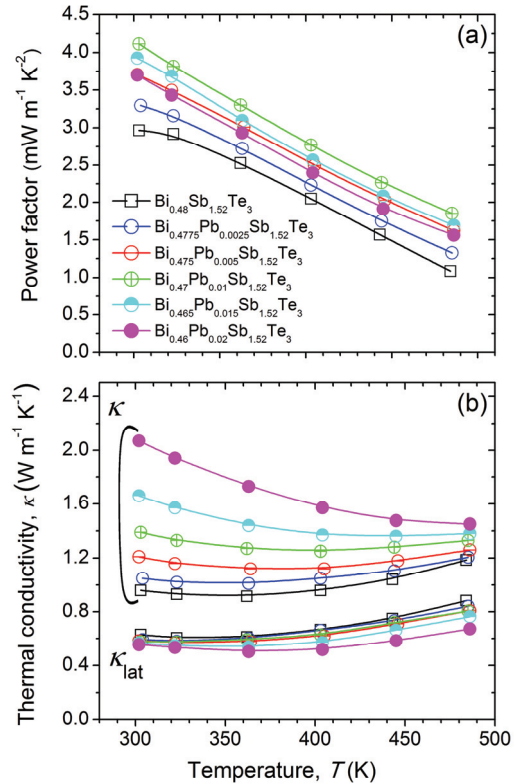 4.5
4.0
3.5
3.0
2.5
2.0
1.5
1.0
0.5
0.0
Power factor (mW m⁻¹ K⁻²)
(a)
Bi₀.₄₈Sb₁.₅₂Te₃
Bi₀.₄₇₇₅Pb₀.₀₀₂₅Sb₁.₅₂Te₃
Bi₀.₄₇₅Pb₀.₀₀₅Sb₁.₅₂Te₃
Bi₀.₄₇Pb₀.₀₁Sb₁.₅₂Te₃
Bi₀.₄₆₅Pb₀.₀₁₅Sb₁.₅₂Te₃
Bi₀.₄₆Pb₀.₀₂Sb₁.₅₂Te₃
2.4
2.0
1.6
1.2
0.8
0.4
0.0
Thermal conductivity, κ (W m⁻¹ K⁻¹)
(b)
κ
κlat
300 350 400 450 500
Temperature, T (K)